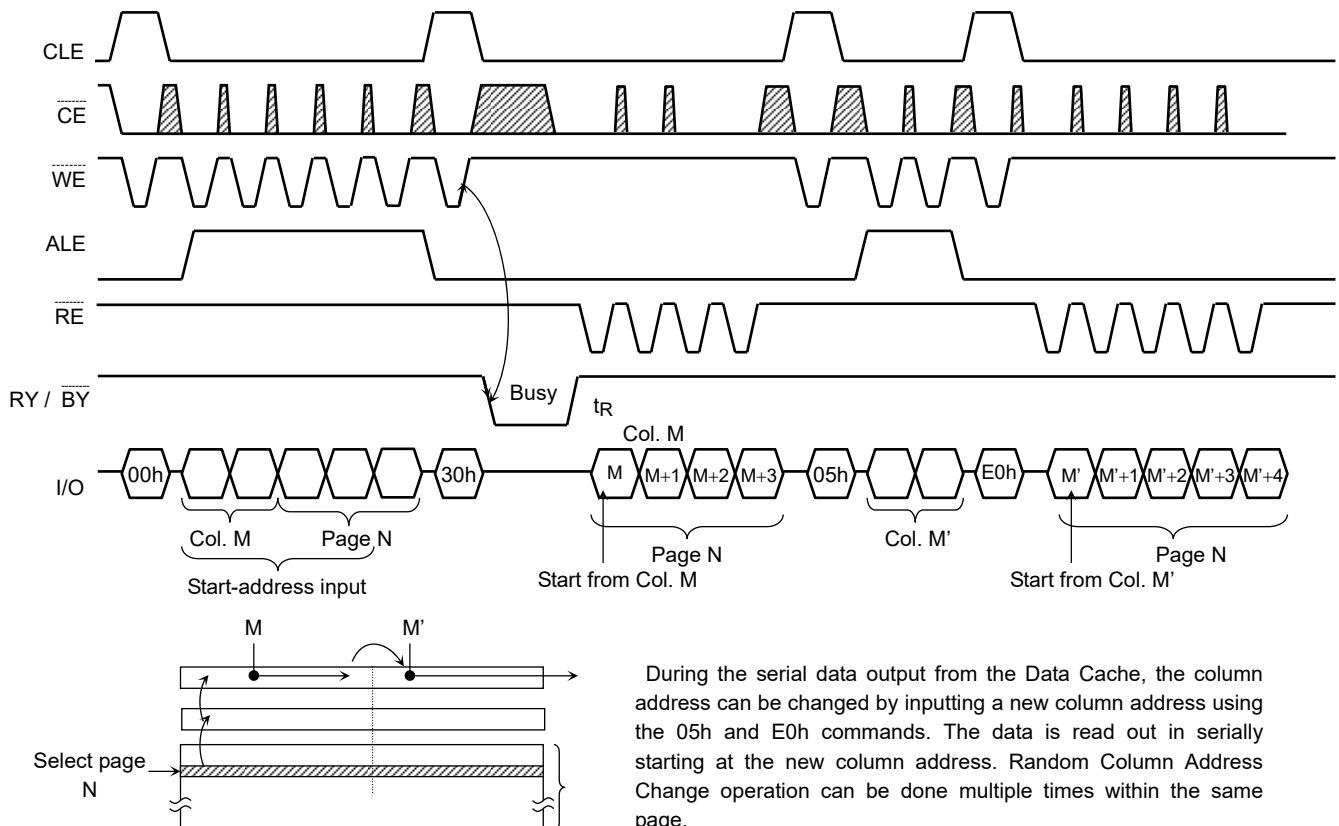 CLE
CE
WE
ALE
RE
RY / BY
Busy
tR
Col. M
I/O
00h
30h
M
M+1
M+2
M+3
05h
E0h
M'
M'+1
M'+2
M'+3
M'+4
Col. M
Page N
Page N
Col. M'
Page N
Start-address input
Start from Col. M
Start from Col. M'
M
M'
Select page
N
During the serial data output from the Data Cache, the column
address can be changed by inputting a new column address using
the 05h and E0h commands. The data is read out in serially
starting at the new column address. Random Column Address
Change operation can be done multiple times within the same
page.